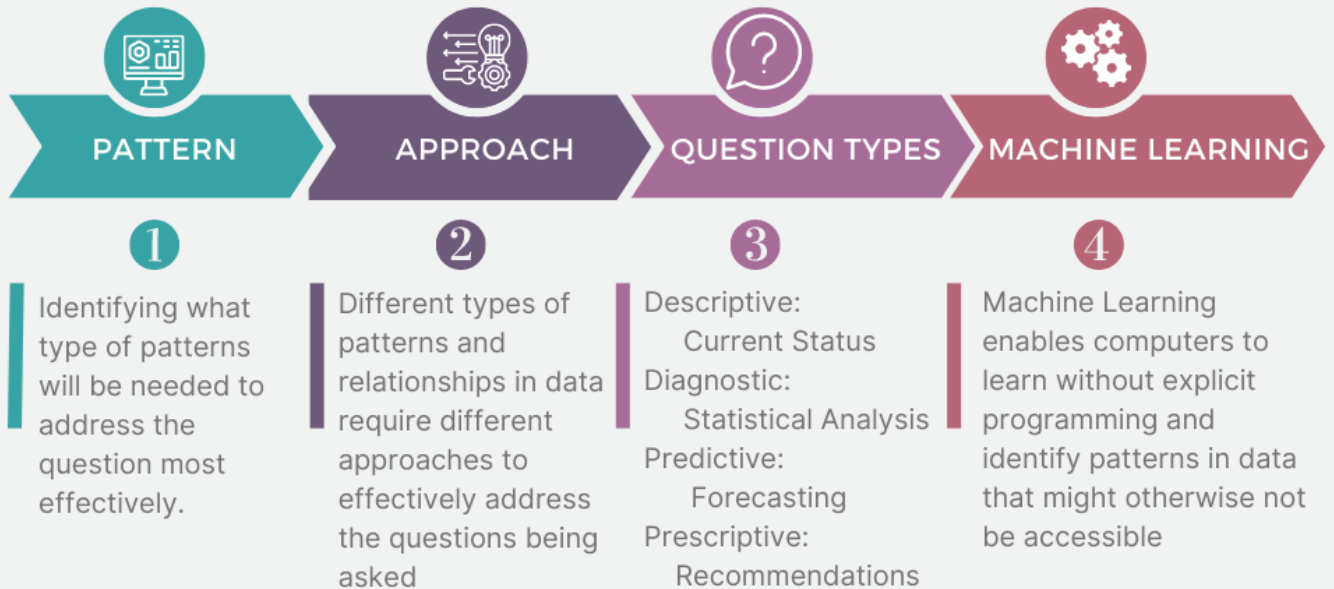 PATTERN
APPROACH
QUESTION TYPES
MACHINE LEARNING
1
Identifying what
type of patterns
will be needed to
address the
question most
effectively.
2
Different types of
patterns and
relationships in data
require different
approaches to
effectively address
the questions being
asked
3
Descriptive:
Current Status
Diagnostic:
Statistical Analysis
Predictive:
Forecasting
Prescriptive:
Recommendations
4
Machine Learning
enables computers to
learn without explicit
programming and
identify patterns in data
that might otherwise not
be accessible